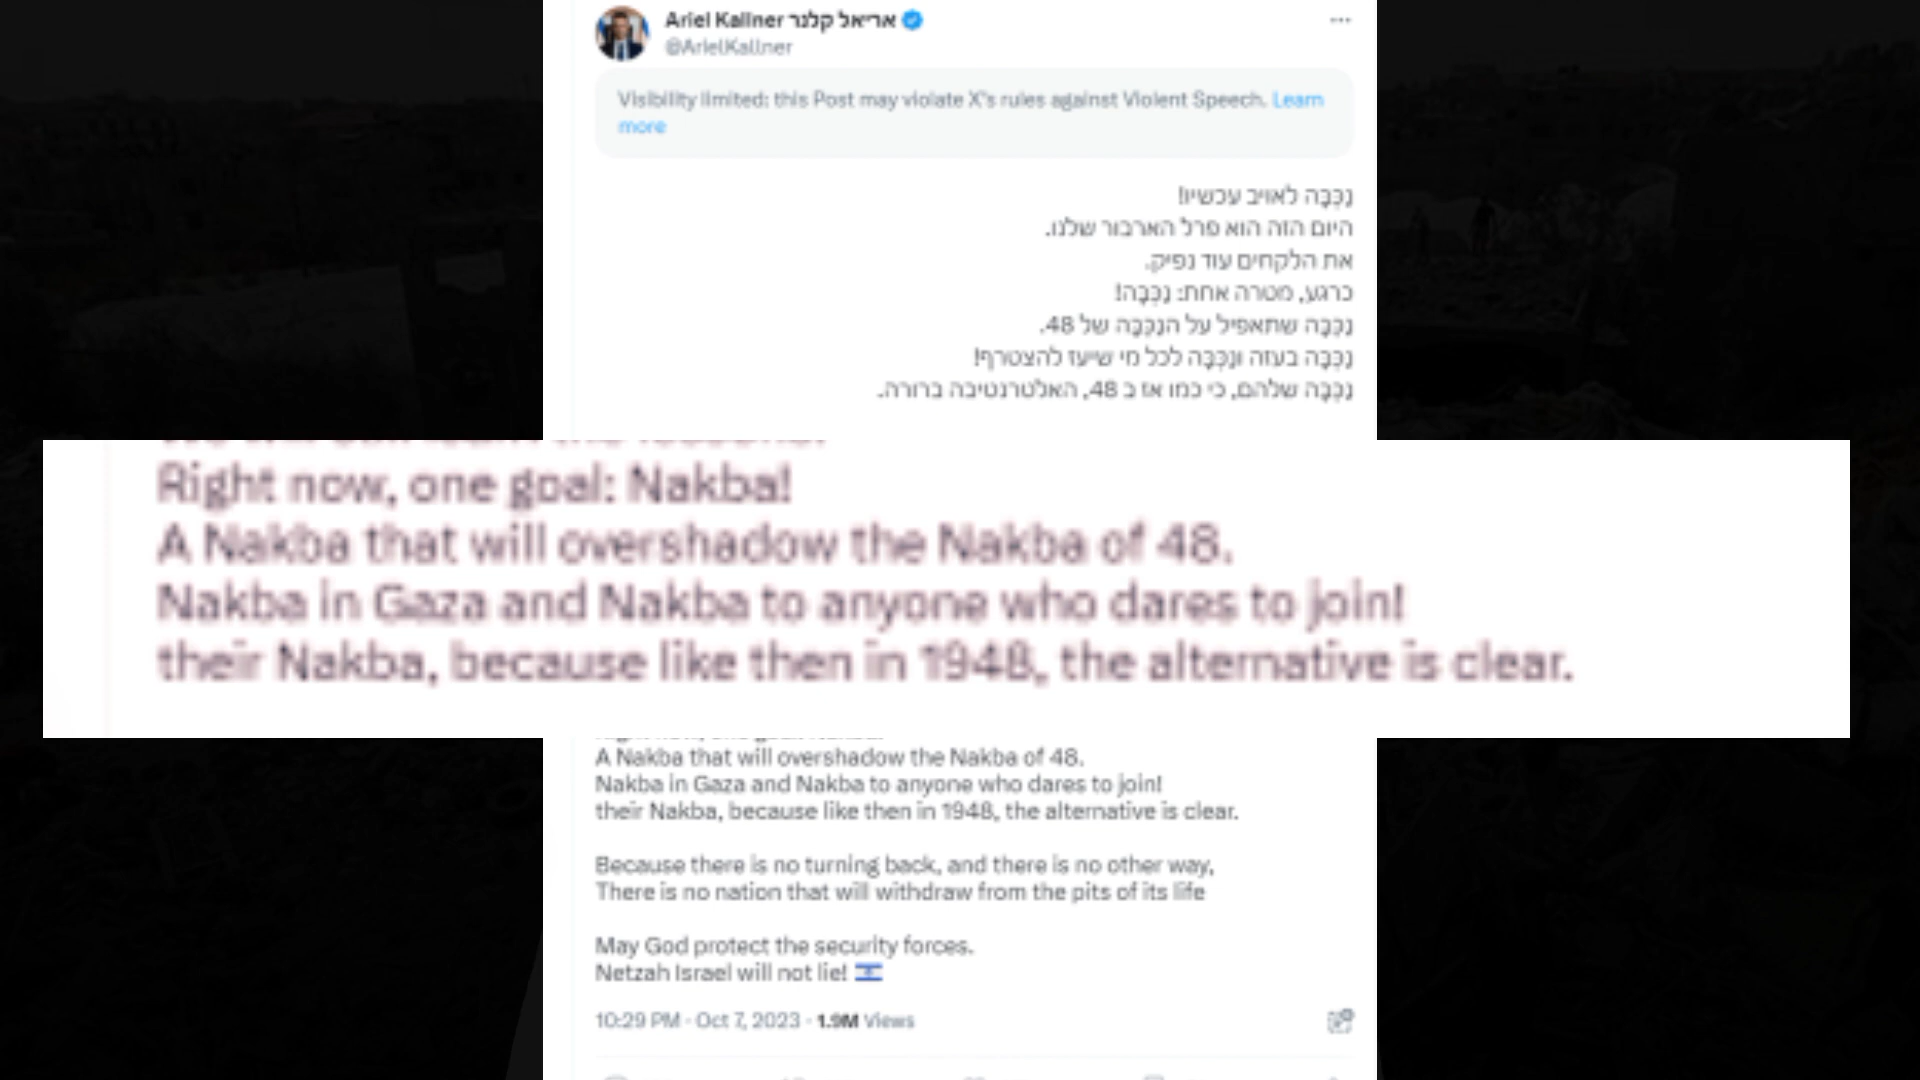 Ariel Kallner אריאל קלנר
@ArielKallner
Visibility limited: this Post may violate X's rules against Violent Speech. Learn
more
נַכְּבָּה לאויב עכשיו!
היום הזה הוא פרל הארבור שלנו.
את הלקחים עוד נפיק.
כרגע, מטרה אחת: נַכְּבָּה!
נַכְּבָּה שתאפיל על הנַכְּבָּה של 48.
נַכְּבָּה בעזה ונַכְּבָּה לכל מי שיעז להצטרף!
נַכְּבָּה שלהם, כי כמו אז ב 48, האלטרנטיבה ברורה.
Right now, one goal: Nakba!
A Nakba that will overshadow the Nakba of 48.
Nakba in Gaza and Nakba to anyone who dares to join!
their Nakba, because like then in 1948, the alternative is clear.
A Nakba that will overshadow the Nakba of 48.
Nakba in Gaza and Nakba to anyone who dares to join!
their Nakba, because like then in 1948, the alternative is clear.
Because there is no turning back, and there is no other way,
There is no nation that will withdraw from the pits of its life
May God protect the security forces.
Netzah Israel will not lie!
10:29 PM · Oct 7, 2023 · 1.9M Views